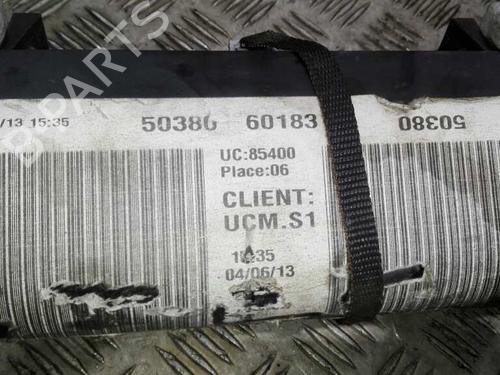 /13 15:35
50380 60183
50380
UC:85400
Place:06
CLIENT:
UCM.S1
04/06/13
B PARTS